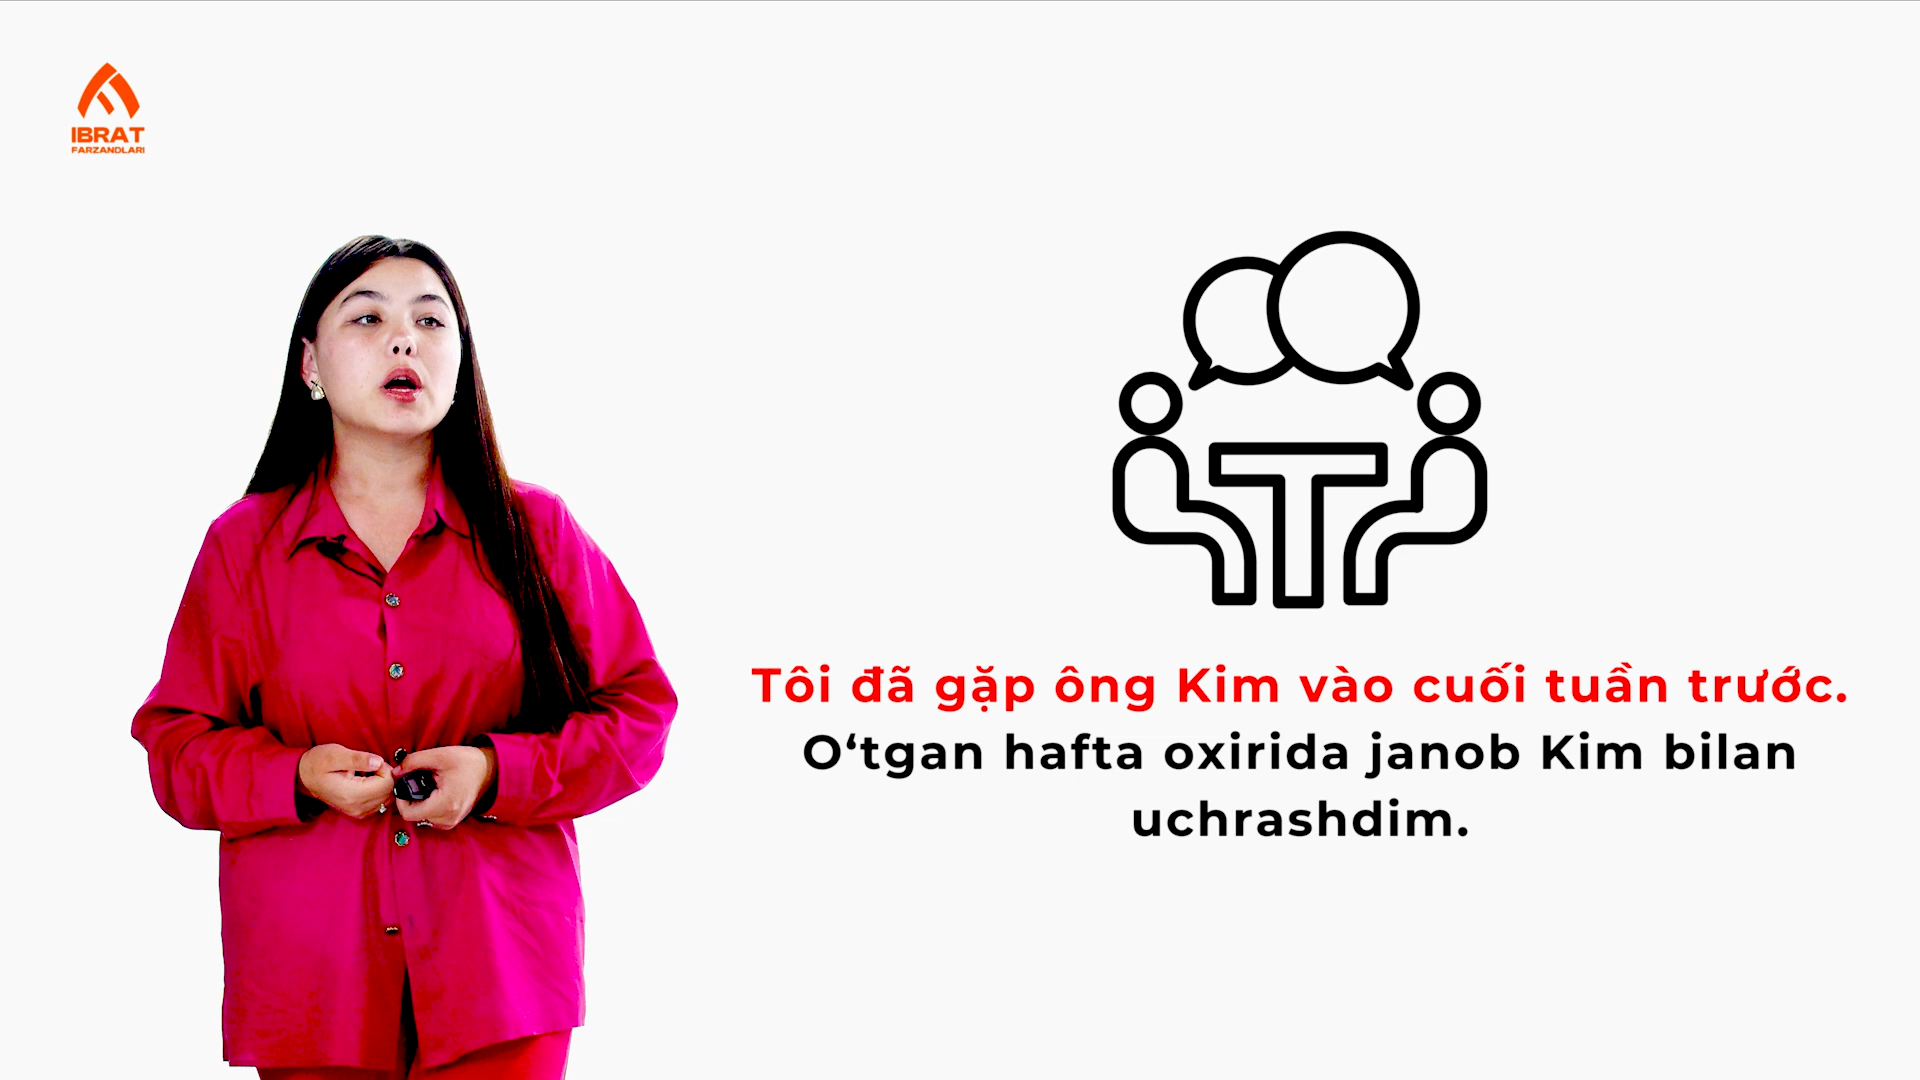 IBRAT
FARZANDLARI
Tôi đã gặp ông Kim vào cuối tuần trước.
O‘tgan hafta oxirida janob Kim bilan
uchrashdim.